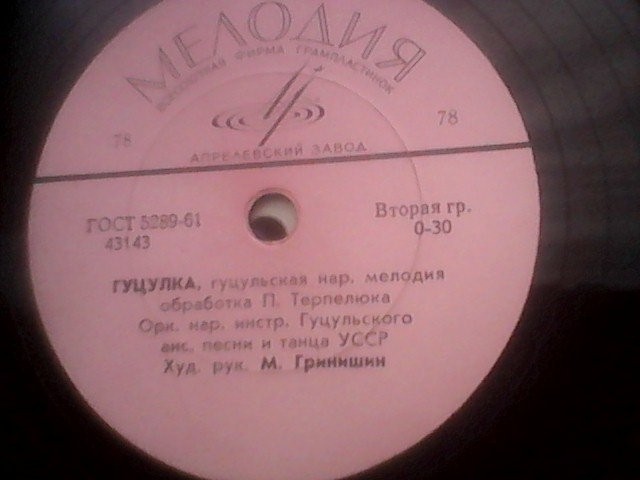 МЕЛОДИЯ
ВСЕСОЮЗНАЯ ФИРМА ГРАМПЛАСТИНОК
78
78
АПРЕЛЕВСКИЙ ЗАВОД
ГОСТ 5289-61
Вторая гр.
43143
0-30
ГУЦУЛКА, гуцульская нар. мелодия
обработка П. Терпелюка
Орк. нар. инстр. Гуцульского
анс. песни и танца УССР
Худ. рук. М. Гринишин